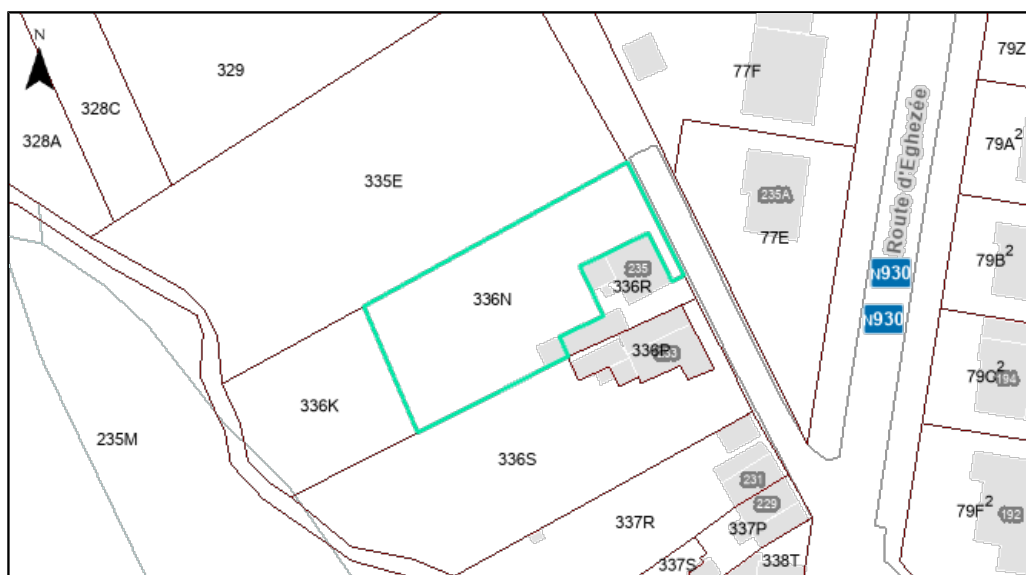 N
329
328C
328A
335E
77F
79Z
79A²
235A
77E
Route d'Eghezée
N930
N930
79B²
235
336R
336N
336P
336K
336S
235M
79C²
194
231
229
337R
337P
337S
338T
79F²
192